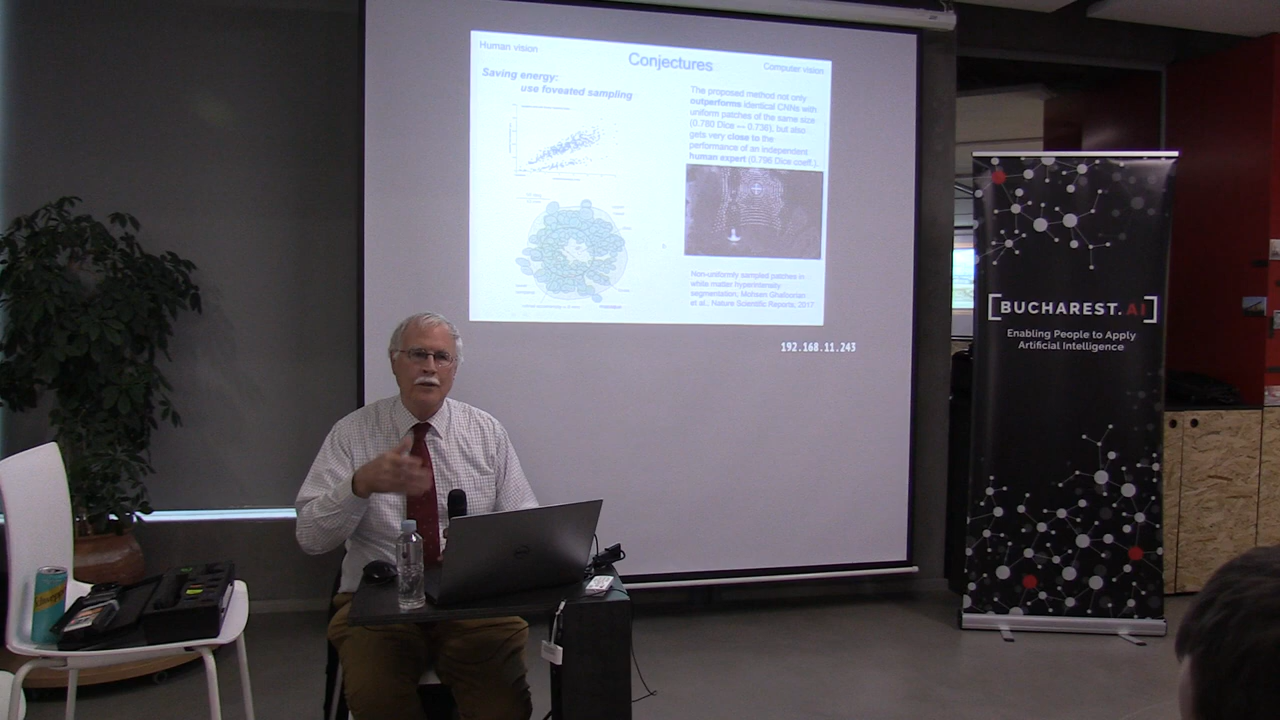 Human vision
Conjectures
Computer vision
Saving energy:
use foveated sampling
The proposed method not only
outperforms identical CNNs with
uniform patches of the same size
(0.780 Dice — 0.736), but also
gets very close to the
performance of an independent
human expert (0.796 Dice coeff.).
Non-uniformly sampled patches in
white matter hyperintensity
segmentation, Mohsen Ghafoorian
et al., Nature Scientific Reports, 2017
192.168.11.243
[BUCHAREST.AI]
Enabling People to Apply
Artificial Intelligence
DELL
Schweppes